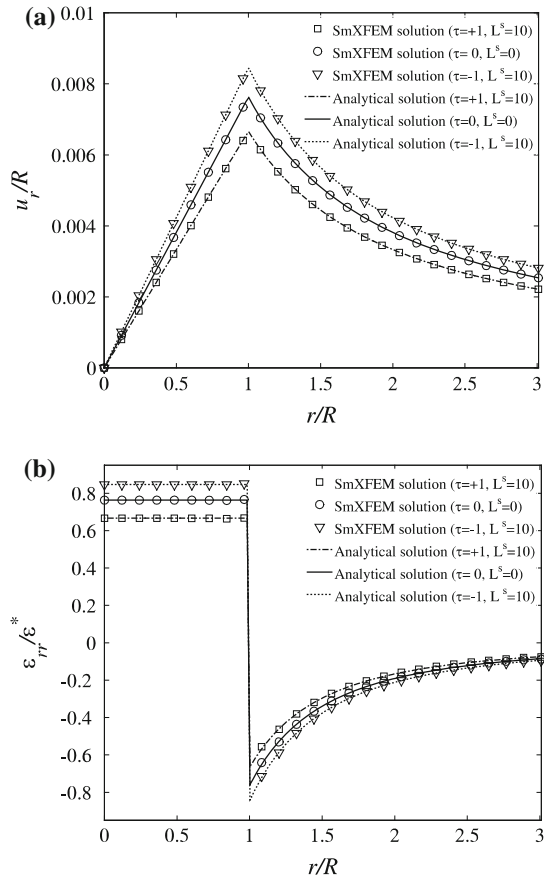 (a)
0.01
0.008
0.006
0.004
0.002
0
u_r/R
SmXFEM solution (τ=+1, L^s=10)
SmXFEM solution (τ= 0, L^s=0)
SmXFEM solution (τ=-1, L^s=10)
Analytical solution (τ=+1, L^s=10)
Analytical solution (τ=0, L^s=0)
Analytical solution (τ=-1, L^s=10)
0 0.5 1 1.5 2 2.5 3
r/R
(b)
0.8
0.6
0.4
0.2
0
-0.2
-0.4
-0.6
-0.8
ε_rr/ε*
SmXFEM solution (τ=+1, L^s=10)
SmXFEM solution (τ= 0, L^s=0)
SmXFEM solution (τ=-1, L^s=10)
Analytical solution (τ=+1, L^s=10)
Analytical solution (τ= 0, L^s=0)
Analytical solution (τ=-1, L^s=10)
0 0.5 1 1.5 2 2.5 3
r/R